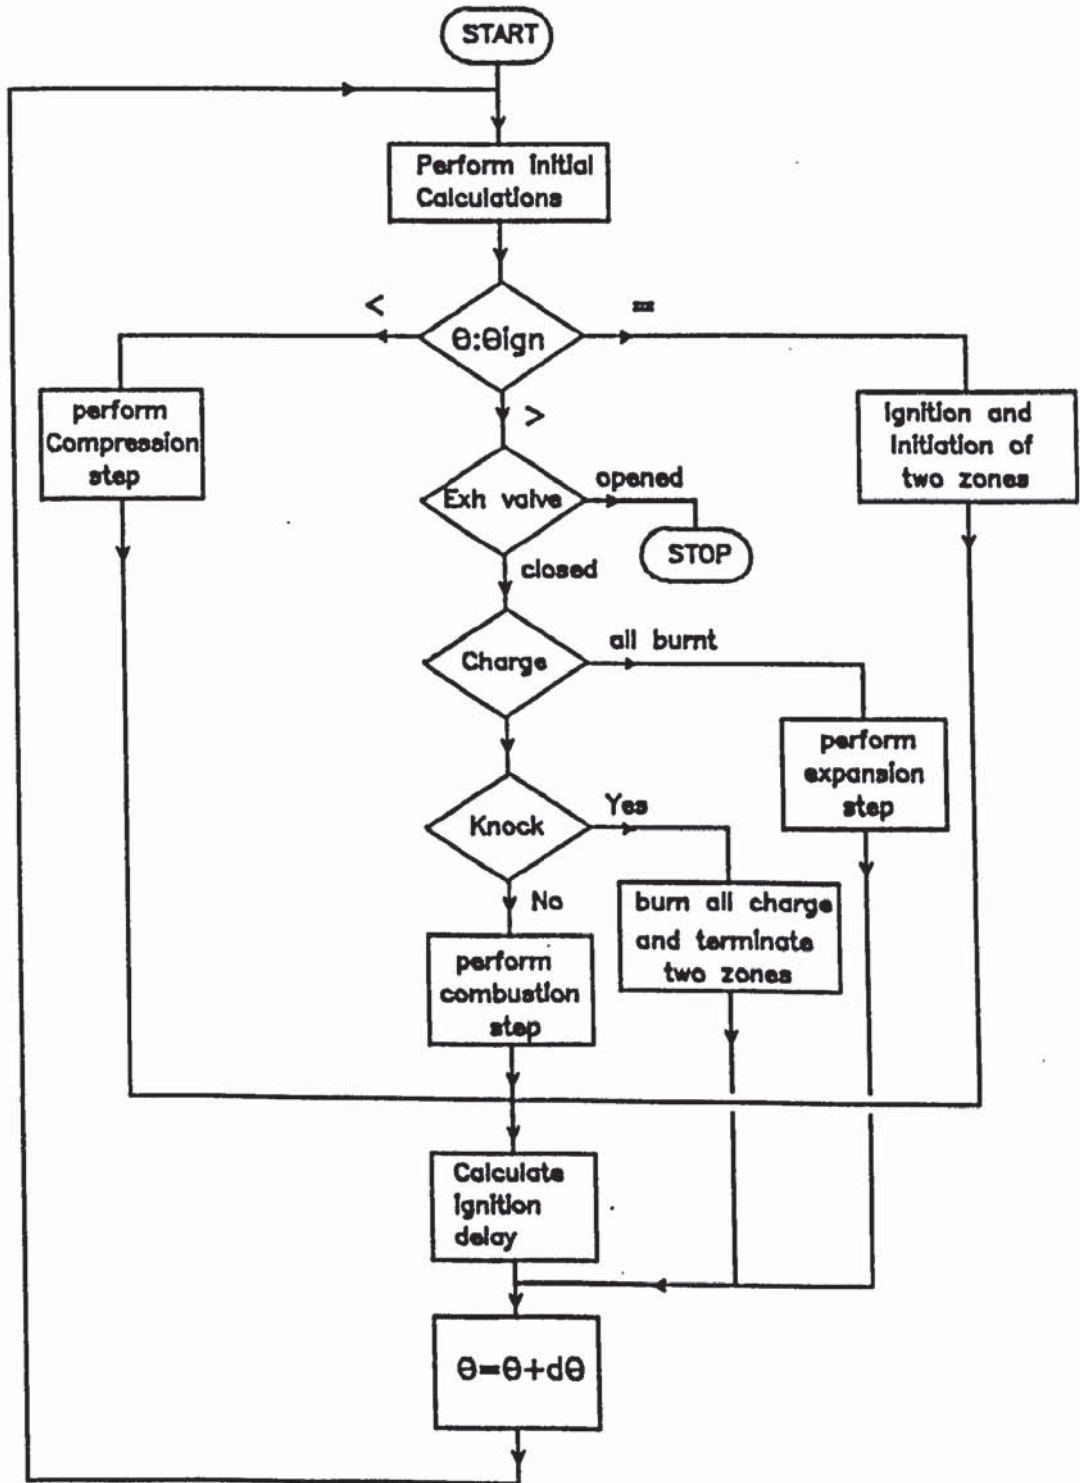 START
Perform initial
Calculations
<
=
θ:θign
>
perform
Compression
step
ignition and
initiation of
two zones
Exh valve
opened
STOP
closed
Charge
all burnt
perform
expansion
step
Knock
Yes
No
burn all charge
and terminate
two zones
perform
combustion
step
Calculate
ignition
delay
θ=θ+dθ